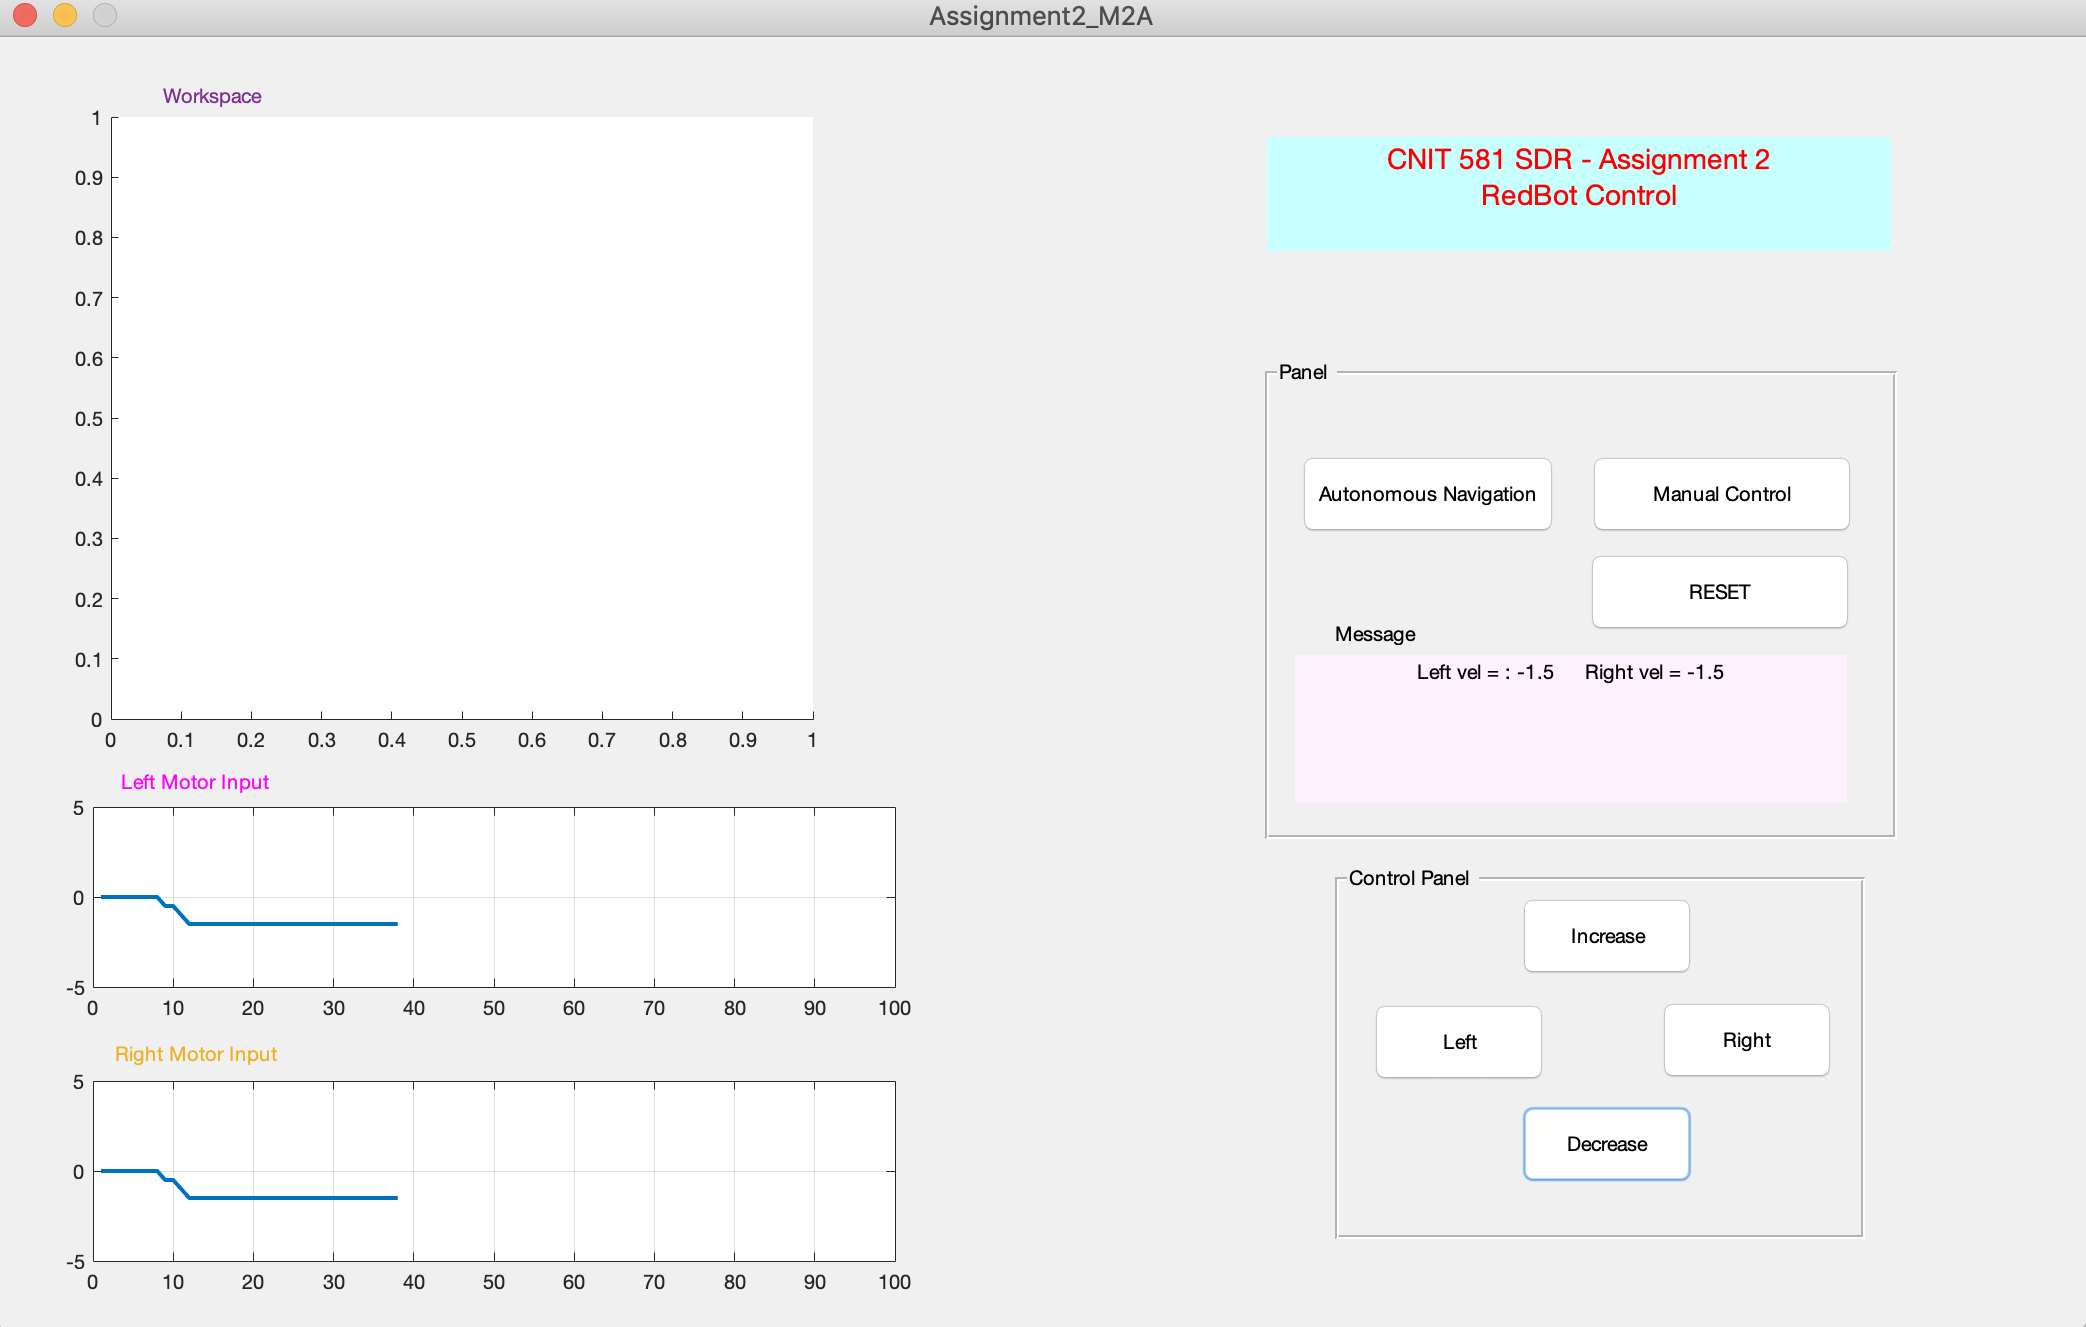 Assignment2_M2A
Workspace
1
0.9
0.8
0.7
0.6
0.5
0.4
0.3
0.2
0.1
0
0 0.1 0.2 0.3 0.4 0.5 0.6 0.7 0.8 0.9 1
Left Motor Input
5
0
-5
0 10 20 30 40 50 60 70 80 90 100
Right Motor Input
5
0
-5
0 10 20 30 40 50 60 70 80 90 100
CNIT 581 SDR - Assignment 2
RedBot Control
Panel
Autonomous Navigation
Manual Control
RESET
Message
Left vel = : -1.5 Right vel = -1.5
Control Panel
Increase
Left
Right
Decrease